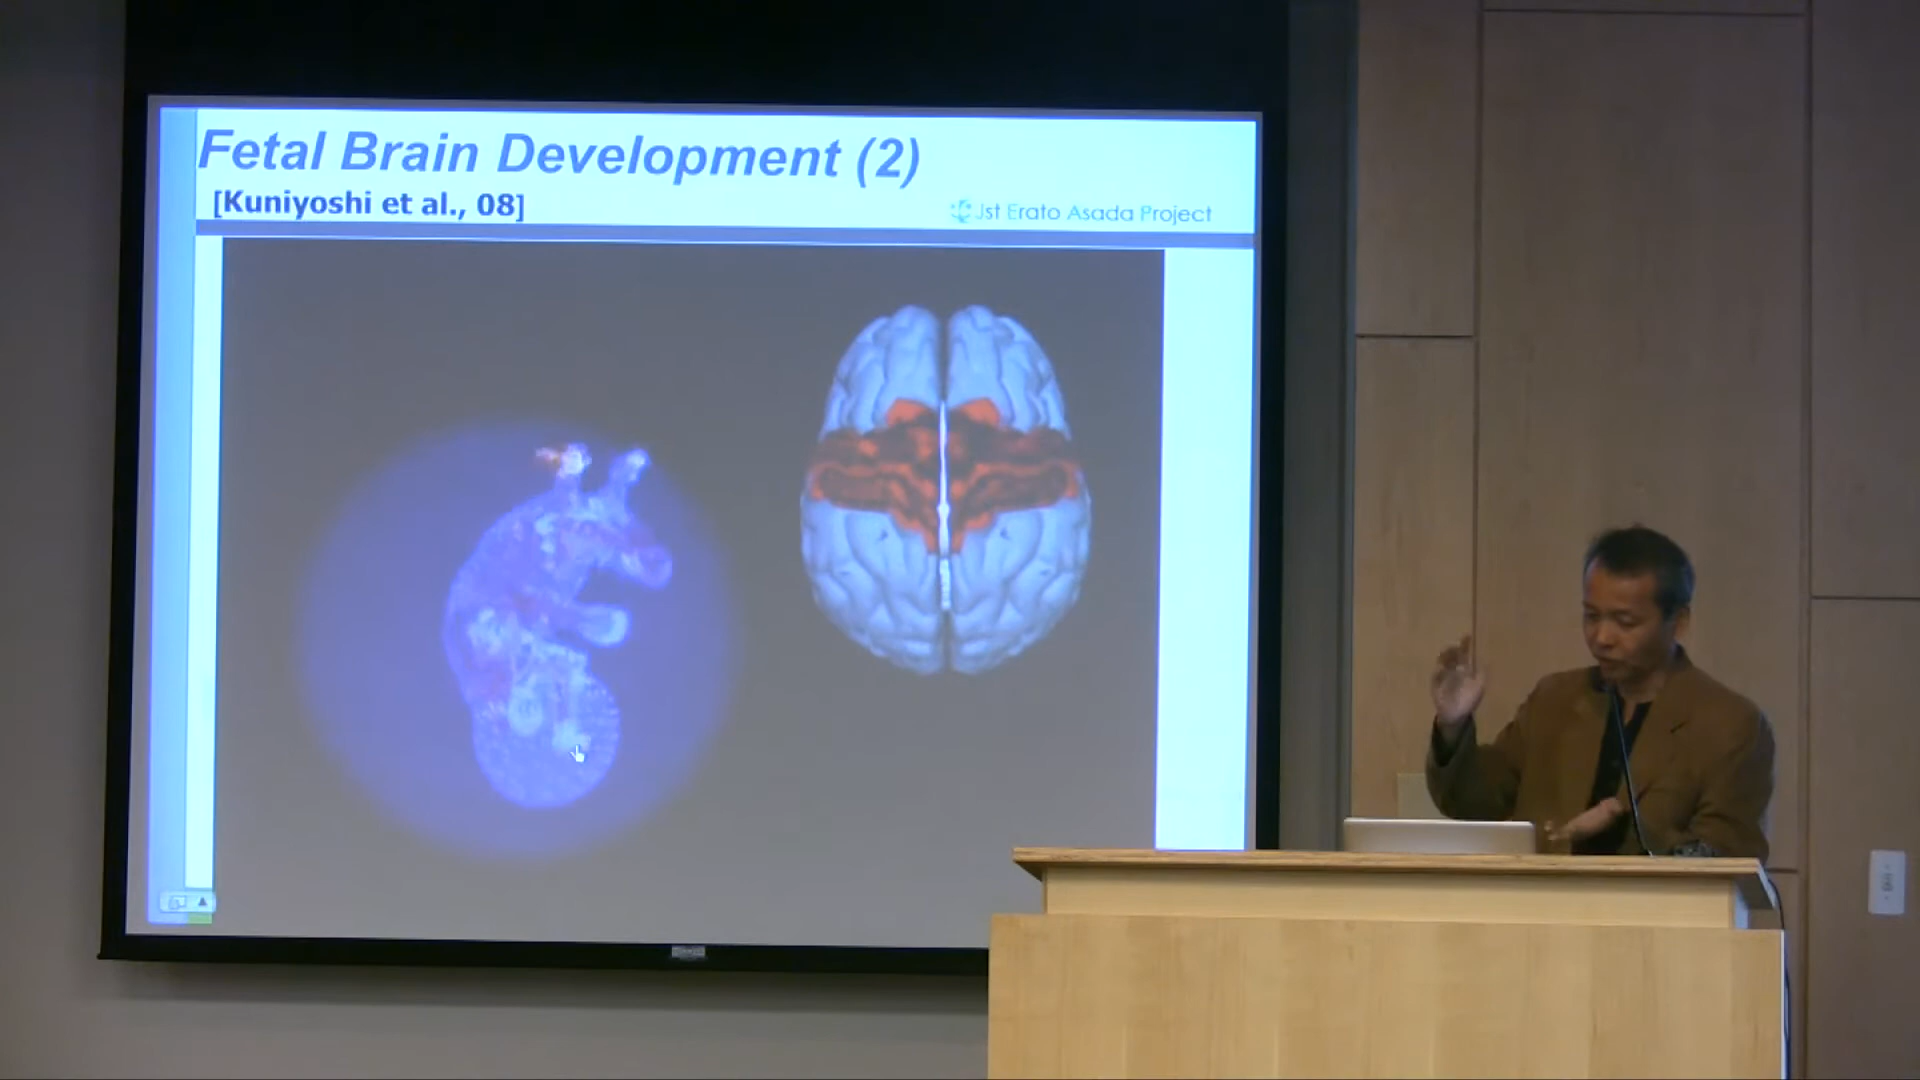 Fetal Brain Development (2)
[Kuniyoshi et al., 08]
Jst Erato Asada Project